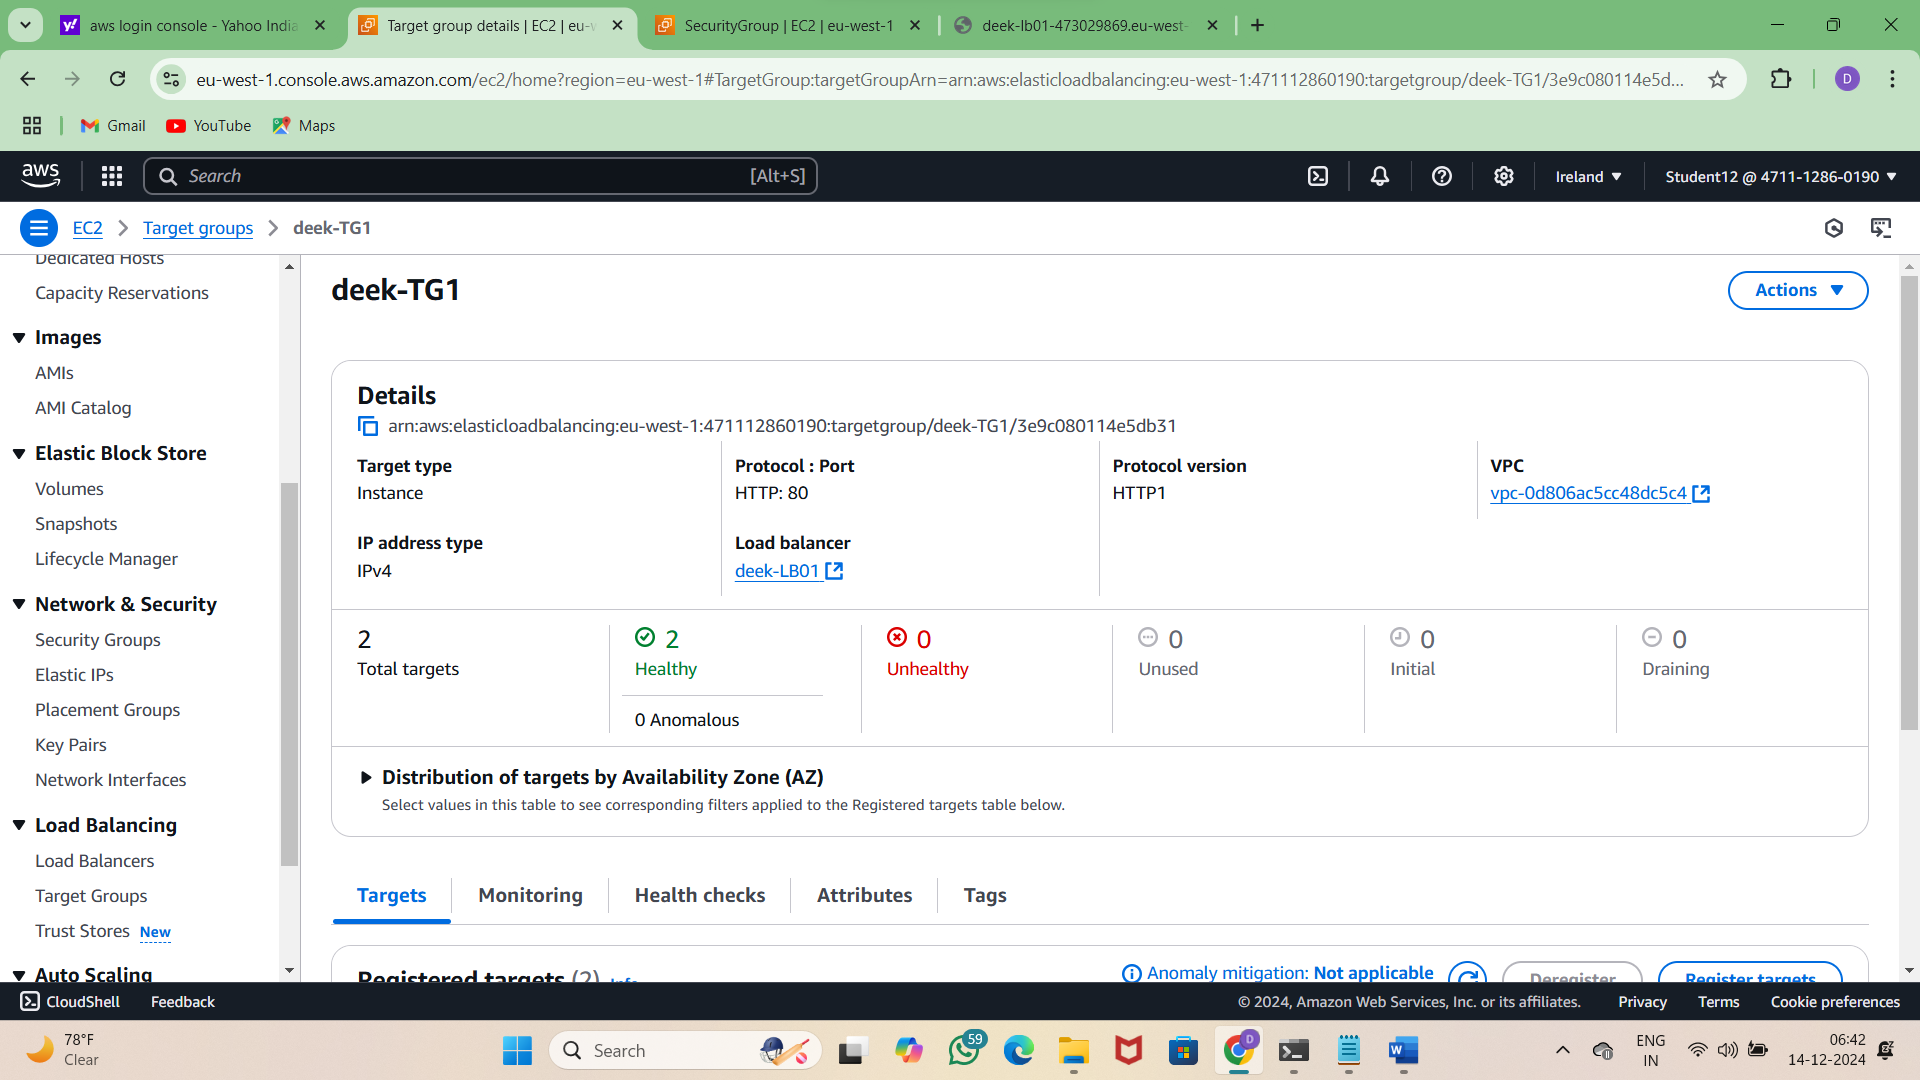 aws login console - Yahoo India
Target group details | EC2 | eu-v
SecurityGroup | EC2 | eu-west-1
deek-lb01-473029869.eu-west-
eu-west-1.console.aws.amazon.com/ec2/home?region=eu-west-1#TargetGroup:targetGroupArn=arn:aws:elasticloadbalancing:eu-west-1:471112860190:targetgroup/deek-TG1/3e9c080114e5d...
D
Gmail
YouTube
Maps
aws
Search
[Alt+S]
Ireland
Student12 @ 4711-1286-0190
EC2
Target groups
deek-TG1
Dedicated Hosts
Capacity Reservations
Images
AMIs
AMI Catalog
Elastic Block Store
Volumes
Snapshots
Lifecycle Manager
Network & Security
Security Groups
Elastic IPs
Placement Groups
Key Pairs
Network Interfaces
Load Balancing
Load Balancers
Target Groups
Trust Stores New
Auto Scaling
deek-TG1
Actions
Details
arn:aws:elasticloadbalancing:eu-west-1:471112860190:targetgroup/deek-TG1/3e9c080114e5db31
Target type
Instance
Protocol : Port
HTTP: 80
Protocol version
HTTP1
VPC
vpc-0d806ac5cc48dc5c4
IP address type
IPv4
Load balancer
deek-LB01
2
Total targets
2
Healthy
0 Anomalous
0
Unhealthy
0
Unused
0
Initial
0
Draining
Distribution of targets by Availability Zone (AZ)
Select values in this table to see corresponding filters applied to the Registered targets table below.
Targets
Monitoring
Health checks
Attributes
Tags
Registered targets (2) Info
Anomaly mitigation: Not applicable
Deregister
Register targets
CloudShell
Feedback
© 2024, Amazon Web Services, Inc. or its affiliates.
Privacy
Terms
Cookie preferences
78°F
Clear
Search
59
D
ENG
IN
06:42
14-12-2024